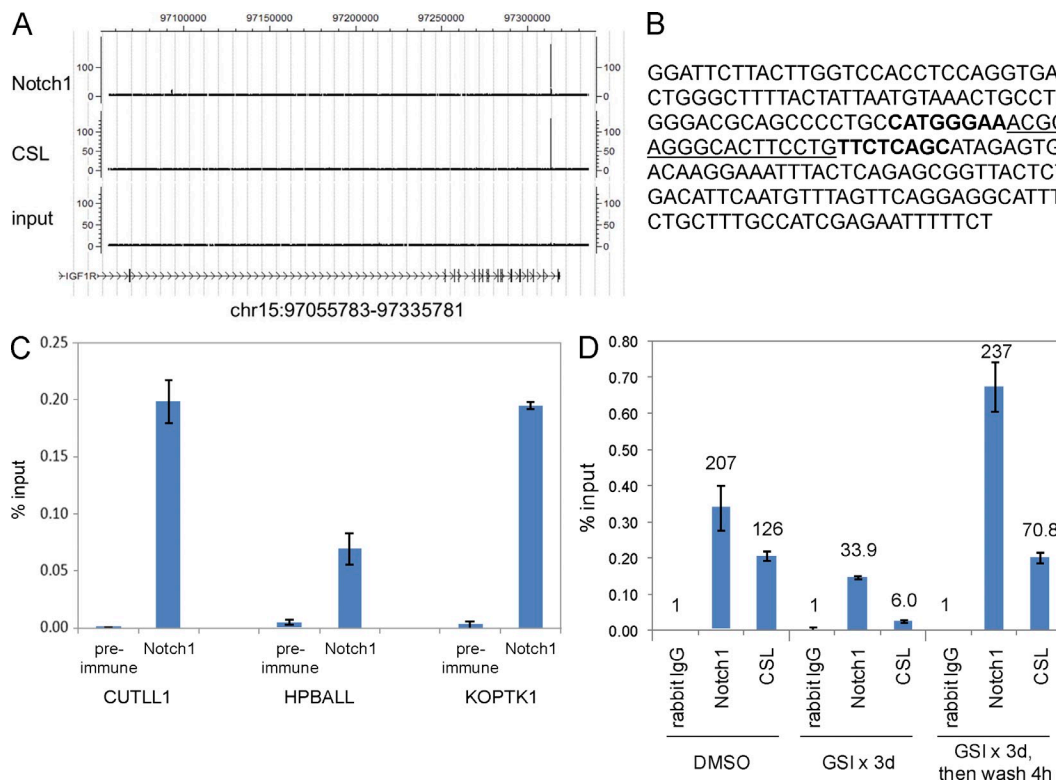 A
97100000 97150000 97200000 97250000 97300000
Notch1
100
0
100
0
CSL
100
50
0
100
50
0
input
100
50
0
100
50
0
IGF1R
chr15:97055783-97335781
B
GGATTCTTACTTGGTCCACCTCCAGGTGA
CTGGGCTTTTACTATTAATGTAAACTGCCT
GGGACGCAGCCCCTGCCATGGGAAACGC
AGGGCACTTCCTGTTCTCAGCATAGAGTG
ACAAGGAAATTTACTCAGAGCGGTTACTCT
GACATTCAATGTTTAGTTCAGGAGGCATTT
CTGCTTTGCCATCGAGAATTTTTCT
C
0.25
0.20
0.15
0.10
0.05
0.00
% input
pre-immune Notch1 pre-immune Notch1 pre-immune Notch1
CUTLL1 HPBALL KOPTK1
D
0.80
0.70
0.60
0.50
0.40
0.30
0.20
0.10
0.00
% input
1 207 126 1 33.9 6.0 1 237 70.8
rabbit IgG Notch1 CSL rabbit IgG Notch1 CSL rabbit IgG Notch1 CSL
DMSO GSI x 3d GSI x 3d,
then wash 4h